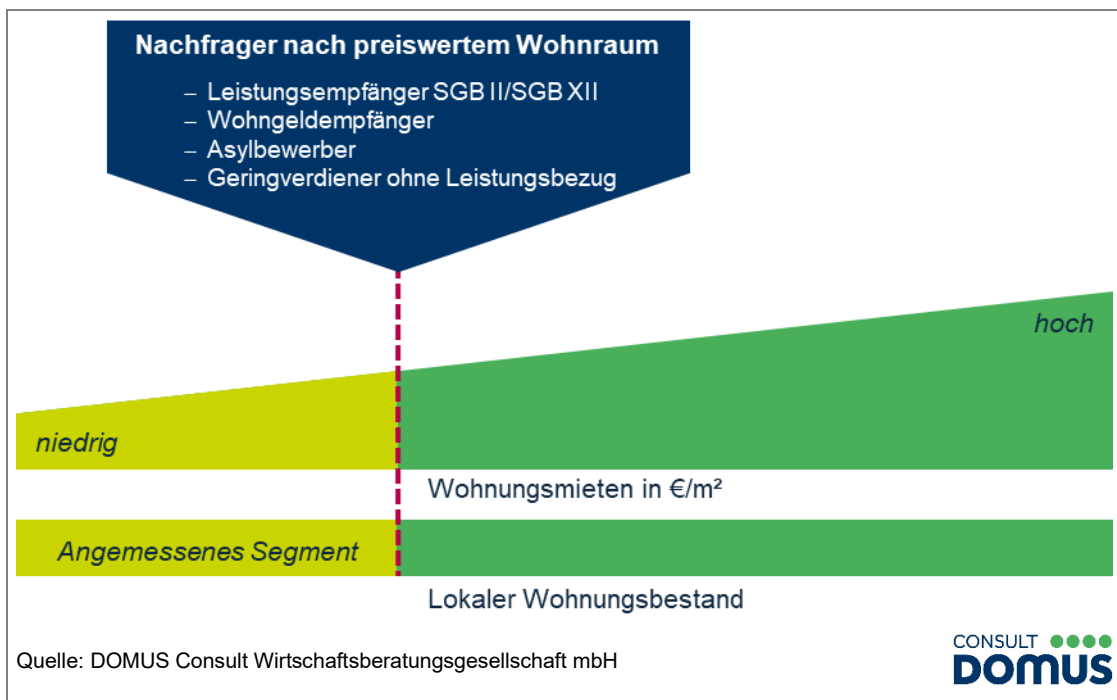 Nachfrager nach preiswertem Wohnraum
– Leistungsempfänger SGB II/SGB XII
– Wohngeldempfänger
– Asylbewerber
– Geringverdiener ohne Leistungsbezug
hoch
niedrig
Wohnungsmieten in €/m²
Angemessenes Segment
Lokaler Wohnungsbestand
Quelle: DOMUS Consult Wirtschaftsberatungsgesellschaft mbH
CONSULT
DOMUS